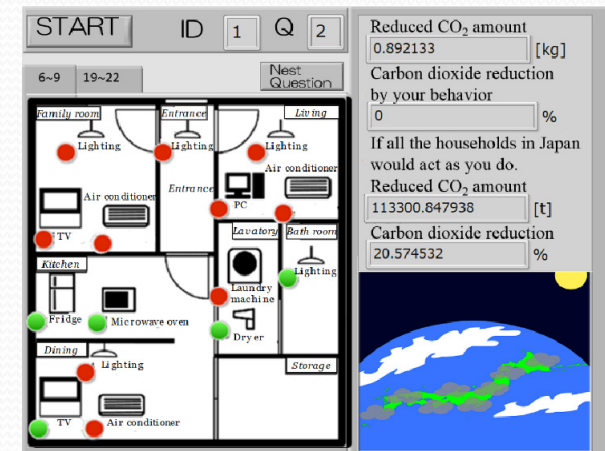 START ID 1 Q 2
6~9 19~22
Nest
Question
Family room
Entrance
Living
Lighting
Lighting
Lighting
Air conditioner
Entrance
Air conditioner
PC
TV
Lavatory
Bath room
Kitchen
Lighting
Laundry
machine
Fridge
Microwave oven
Dryer
Dining
Lighting
Storage
TV
Air conditioner
Reduced CO₂ amount
0.892133 [kg]
Carbon dioxide reduction
by your behavior
0 %
If all the households in Japan
would act as you do.
Reduced CO₂ amount
113300.847938 [t]
Carbon dioxide reduction
20.574532 %